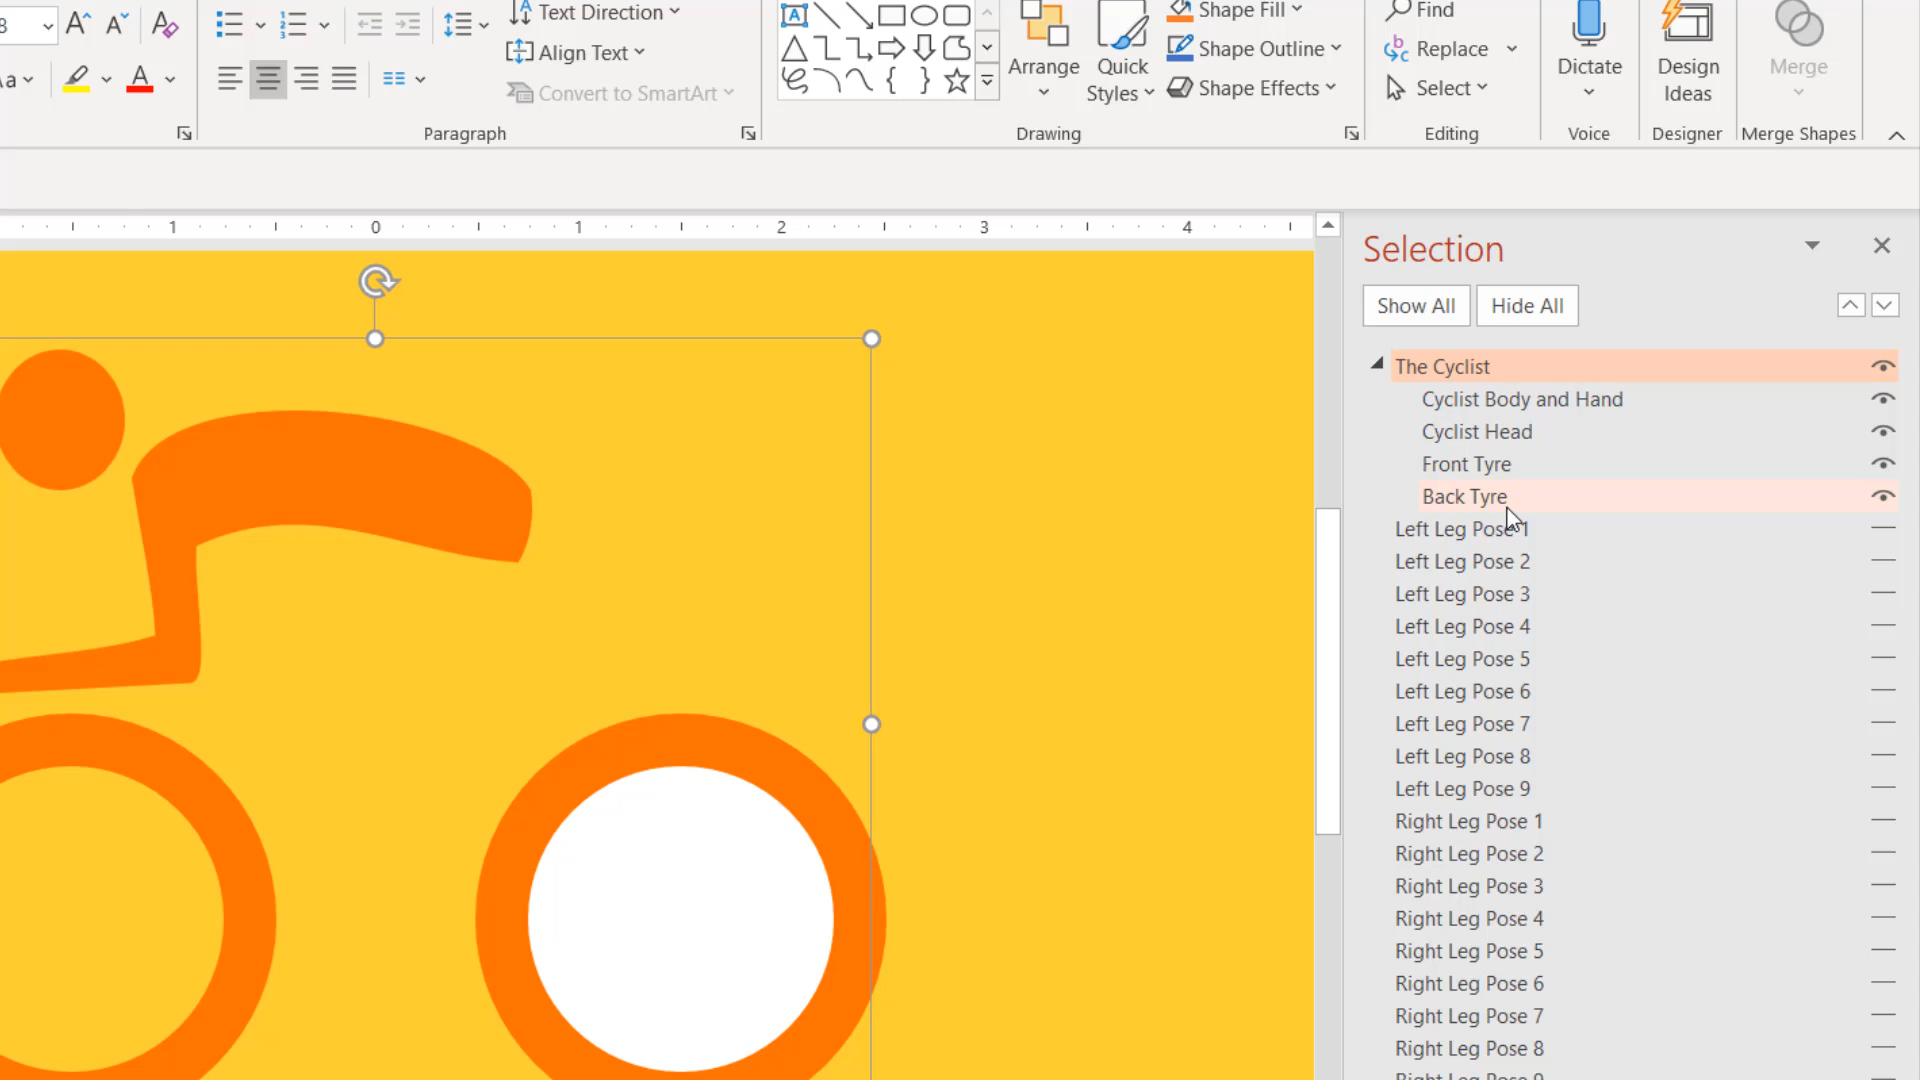 8
Text Direction
Align Text
Convert to SmartArt
Paragraph
Arrange
Quick
Styles
Shape Fill
Shape Outline
Shape Effects
Drawing
Find
Replace
Select
Editing
Dictate
Voice
Design
Ideas
Designer
Merge
Merge Shapes
1 0 1 2 3 4
Selection
Show All Hide All
The Cyclist
Cyclist Body and Hand
Cyclist Head
Front Tyre
Back Tyre
Left Leg Pose 1
Left Leg Pose 2
Left Leg Pose 3
Left Leg Pose 4
Left Leg Pose 5
Left Leg Pose 6
Left Leg Pose 7
Left Leg Pose 8
Left Leg Pose 9
Right Leg Pose 1
Right Leg Pose 2
Right Leg Pose 3
Right Leg Pose 4
Right Leg Pose 5
Right Leg Pose 6
Right Leg Pose 7
Right Leg Pose 8
Right Leg Pose 9